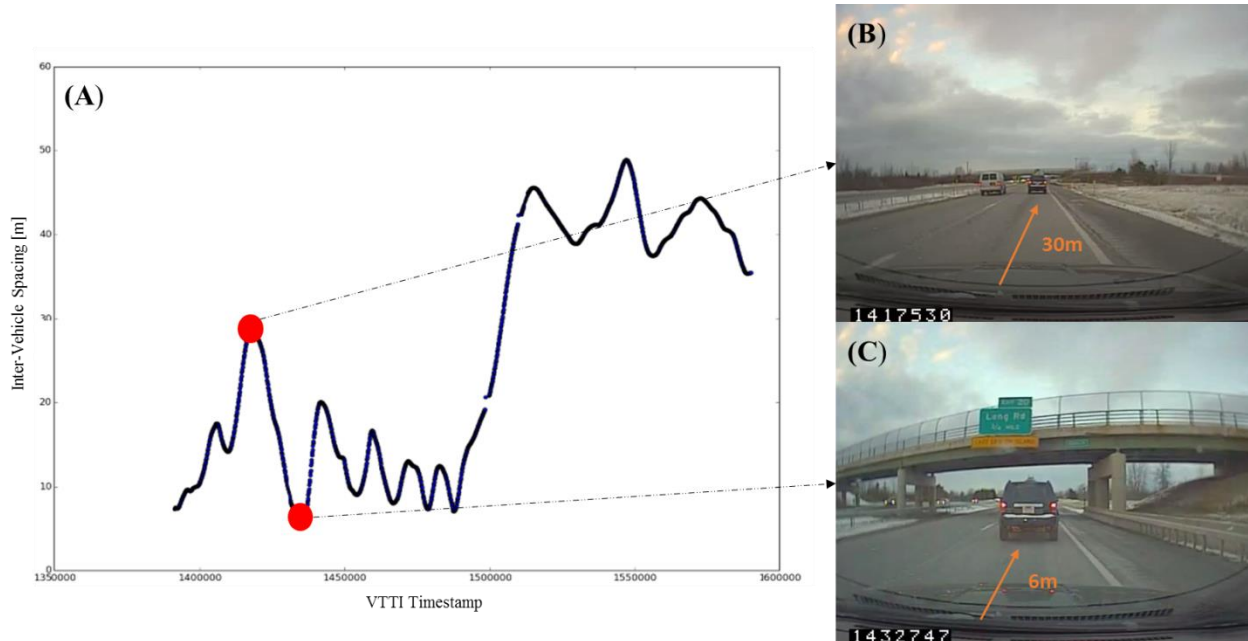 (A)
60
50
40
30
20
10
0
1350000 1400000 1450000 1500000 1550000 1600000
Inter-Vehicle Spacing [m]
VTTI Timestamp
(B)
30m
1417530
(C)
Long Rd
6m
1432747